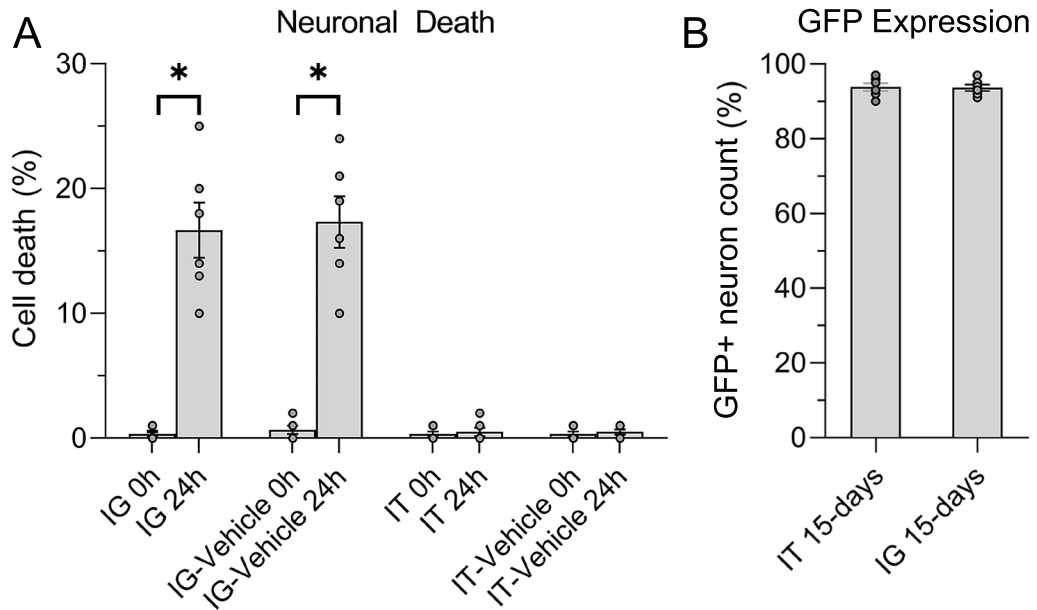 A
Neuronal Death
Cell death (%)
30
20
10
0
*
*
IG 0h
IG 24h
IG-Vehicle 0h
IG-Vehicle 24h
IT 0h
IT 24h
IT-Vehicle 0h
IT-Vehicle 24h
B
GFP Expression
GFP+ neuron count (%)
100
80
60
40
20
0
IT 15-days
IG 15-days